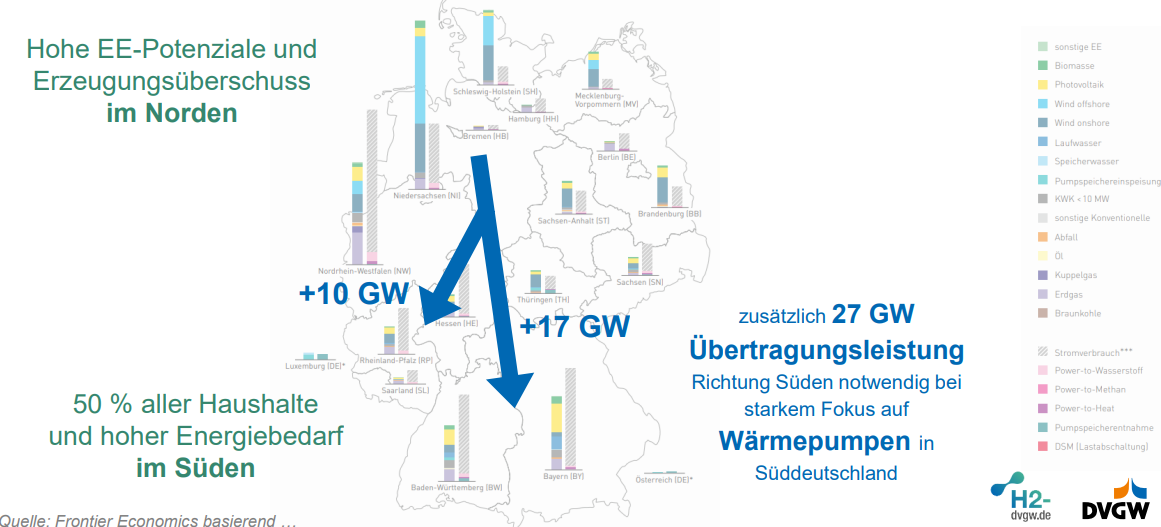 Hohe EE-Potenziale und
Erzeugungsüberschuss
im Norden
Schleswig-Holstein (SH)
Mecklenburg-
Vorpommern (MV)
Hamburg (HH)
Bremen (HB)
Berlin (BE)
Niedersachsen (NI)
Brandenburg (BB)
Sachsen-Anhalt (ST)
Nordrhein-Westfalen (NW)
Sachsen (SN)
Thüringen (TH)
+10 GW
Hessen (HE)
+17 GW
Rheinland-Pfalz (RP)
Luxemburg (DE)*
Saarland (SL)
Baden-Württemberg (BW)
Bayern (BY)
Österreich (DE)*
50 % aller Haushalte
und hoher Energiebedarf
im Süden
zusätzlich 27 GW
Übertragungsleistung
Richtung Süden notwendig bei
starkem Fokus auf
Wärmepumpen in
Süddeutschland
sonstige EE
Biomasse
Photovoltaik
Wind offshore
Wind onshore
Laufwasser
Speicherwasser
Pumpspeichereinspeisung
KWK <10 MW
sonstige Konventionelle
Abfall
Öl
Kuppelgas
Erdgas
Braunkohle
Stromverbrauch***
Power-to-Wasserstoff
Power-to-Methan
Power-to-Heat
Pumpspeicherentnahme
DSM (Lastabschaltung)
H2-
dvgw.de
DVGW
Quelle: Frontier Economics basierend ...